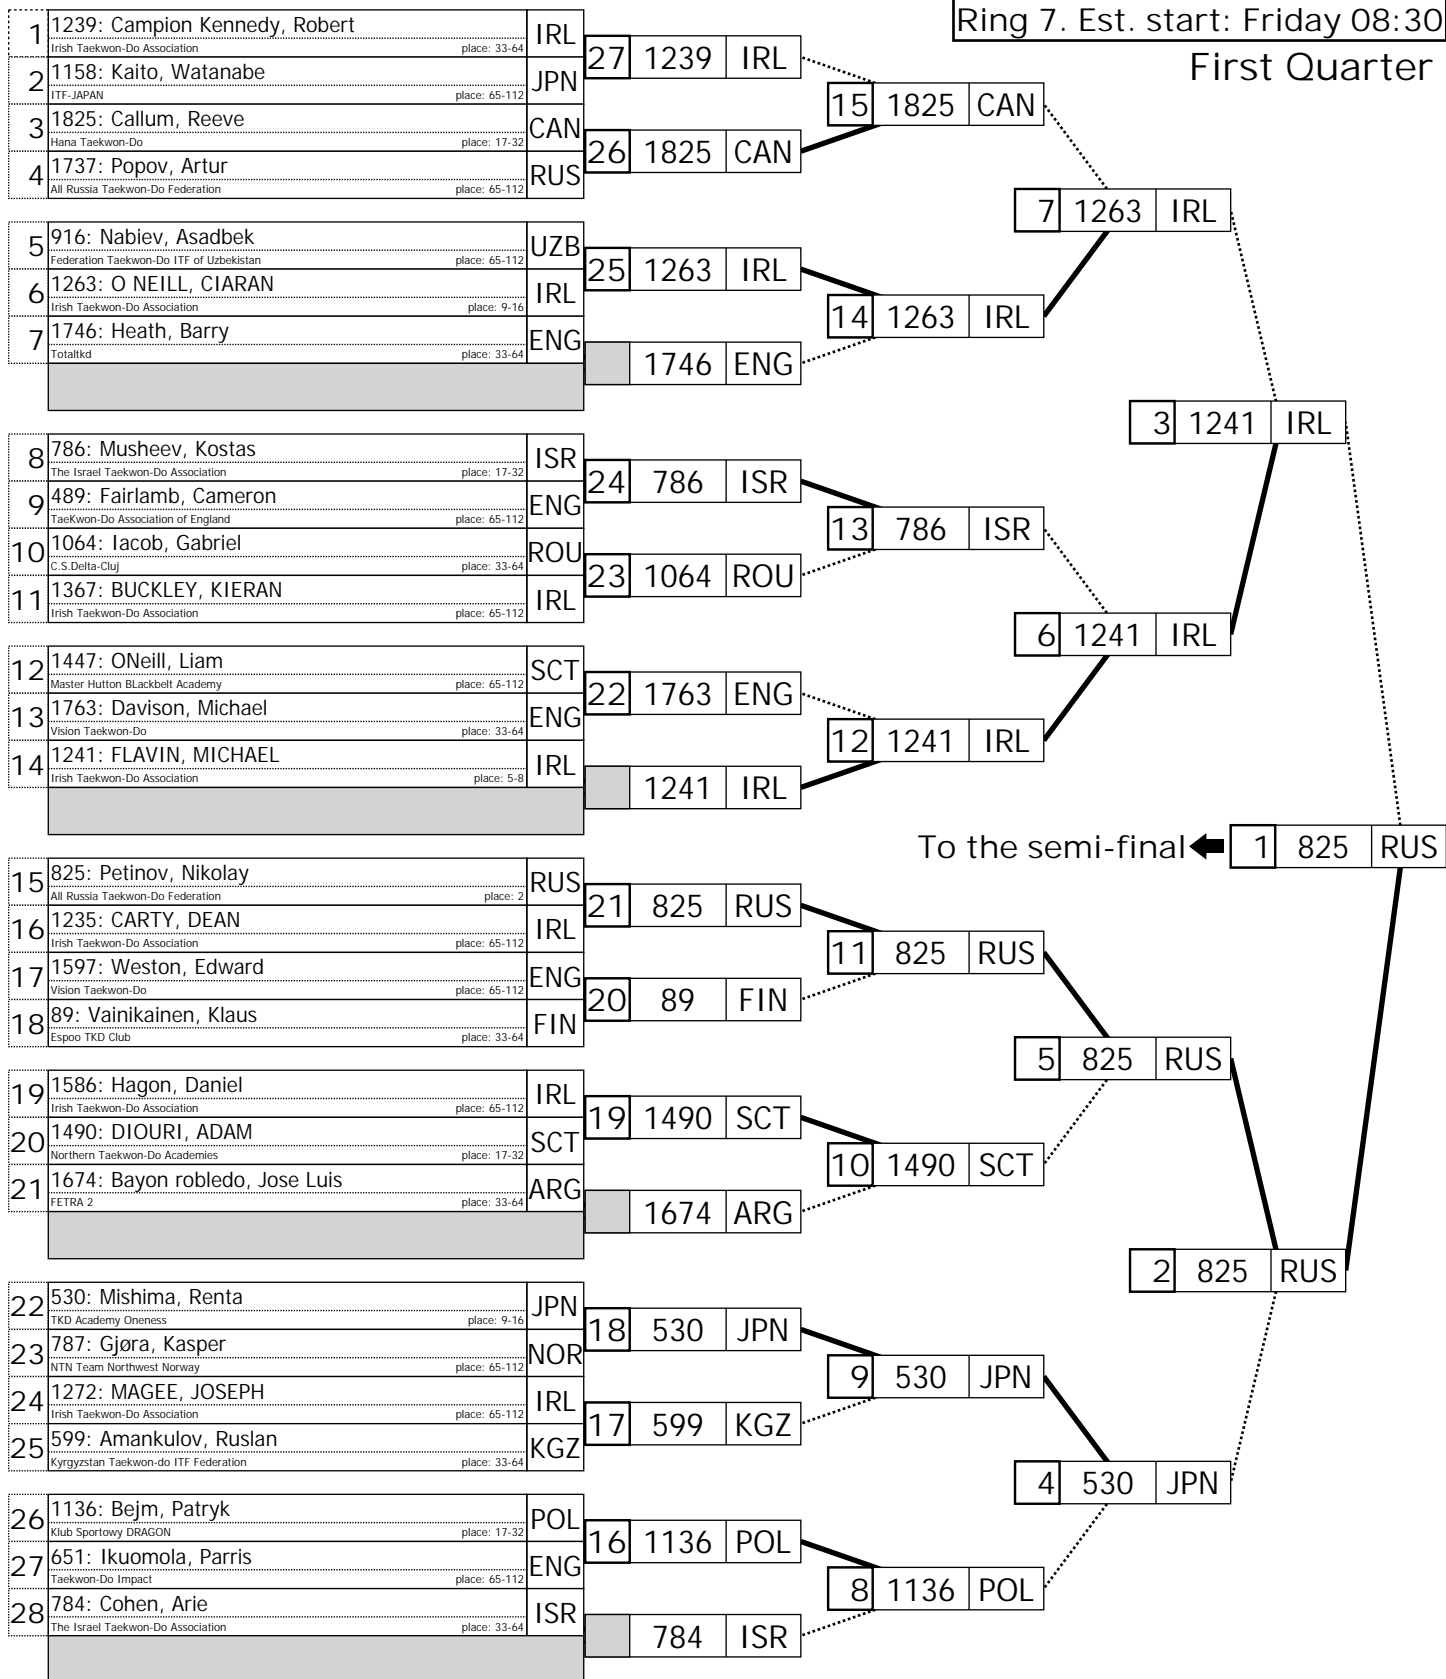 Ring 7. Est. start: Friday 08:30
First Quarter
1 1239: Campion Kennedy, Robert IRL
Irish Taekwon-Do Association place: 33-64
2 1158: Kaito, Watanabe JPN
ITF-JAPAN place: 65-112
3 1825: Callum, Reeve CAN
Hana Taekwon-Do place: 17-32
4 1737: Popov, Artur RUS
All Russia Taekwon-Do Federation place: 65-112
5 916: Nabiev, Asadbek UZB
Federation Taekwon-Do ITF of Uzbekistan place: 65-112
6 1263: O NEILL, CIARAN IRL
Irish Taekwon-Do Association place: 9-16
7 1746: Heath, Barry ENG
Totaltkd place: 33-64
8 786: Musheev, Kostas ISR
The Israel Taekwon-Do Association place: 17-32
9 489: Fairlamb, Cameron ENG
TaeKwon-Do Association of England place: 65-112
10 1064: Iacob, Gabriel ROU
C.S.Delta-Cluj place: 33-64
11 1367: BUCKLEY, KIERAN IRL
Irish Taekwon-Do Association place: 65-112
12 1447: ONeill, Liam SCT
Master Hutton BLackbelt Academy place: 65-112
13 1763: Davison, Michael ENG
Vision Taekwon-Do place: 33-64
14 1241: FLAVIN, MICHAEL IRL
Irish Taekwon-Do Association place: 5-8
15 825: Petinov, Nikolay RUS
All Russia Taekwon-Do Federation place: 2
16 1235: CARTY, DEAN IRL
Irish Taekwon-Do Association place: 65-112
17 1597: Weston, Edward ENG
Vision Taekwon-Do place: 65-112
18 89: Vainikainen, Klaus FIN
Espoo TKD Club place: 33-64
19 1586: Hagon, Daniel IRL
Irish Taekwon-Do Association place: 65-112
20 1490: DIOURI, ADAM SCT
Northern Taekwon-Do Academies place: 17-32
21 1674: Bayon robledo, Jose Luis ARG
FETRA 2 place: 33-64
22 530: Mishima, Renta JPN
TKD Academy Oneness place: 9-16
23 787: Gjøra, Kasper NOR
NTN Team Northwest Norway place: 65-112
24 1272: MAGEE, JOSEPH IRL
Irish Taekwon-Do Association place: 65-112
25 599: Amankulov, Ruslan KGZ
Kyrgyzstan Taekwon-do ITF Federation place: 33-64
26 1136: Bejm, Patryk POL
Klub Sportowy DRAGON place: 17-32
27 651: Ikuomola, Parris ENG
Taekwon-Do Impact place: 65-112
28 784: Cohen, Arie ISR
The Israel Taekwon-Do Association place: 33-64
27 1239 IRL
26 1825 CAN
25 1263 IRL
1746 ENG
24 786 ISR
23 1064 ROU
22 1763 ENG
1241 IRL
21 825 RUS
20 89 FIN
19 1490 SCT
1674 ARG
18 530 JPN
17 599 KGZ
16 1136 POL
784 ISR
15 1825 CAN
14 1263 IRL
13 786 ISR
12 1241 IRL
11 825 RUS
10 1490 SCT
9 530 JPN
8 1136 POL
7 1263 IRL
6 1241 IRL
5 825 RUS
4 530 JPN
3 1241 IRL
2 825 RUS
To the semi-final 1 825 RUS